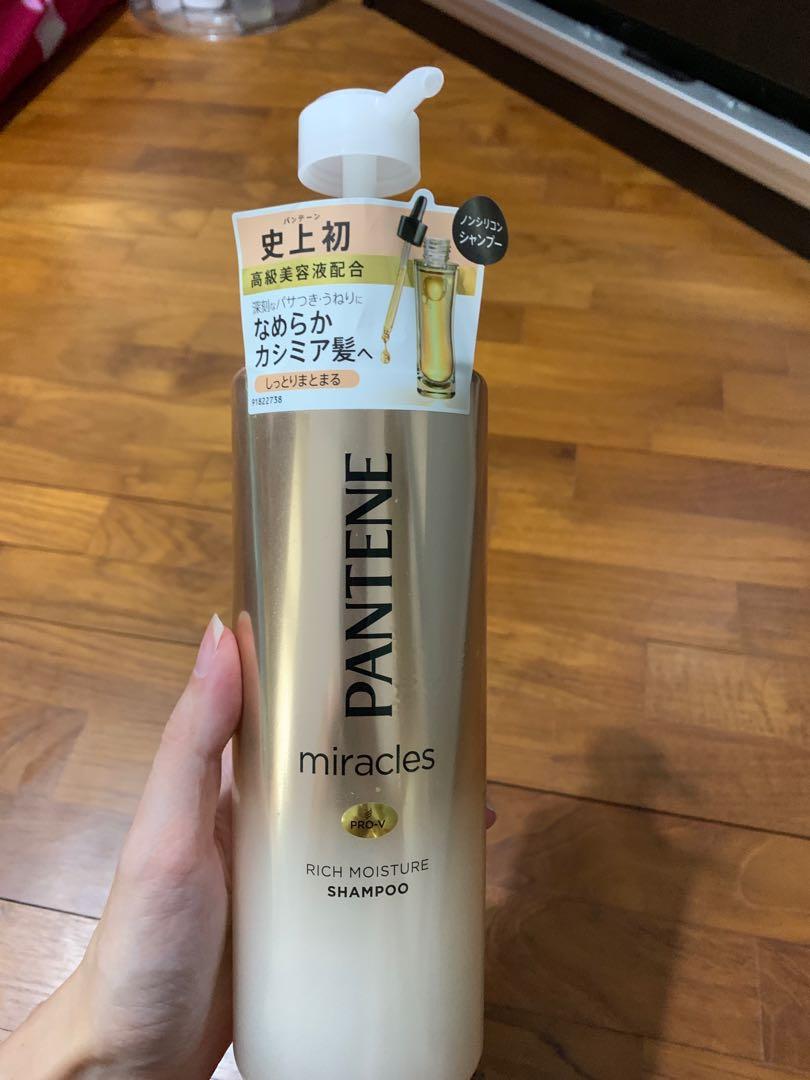 パンテーン
史上初
高級美容液配合
深刻なパサつき・うねりに
なめらか
カシミア髪へ
しっとりまとまる
91822738
ノンシリコン
シャンプー
PANTENE
miracles
PRO-V
RICH MOISTURE
SHAMPOO